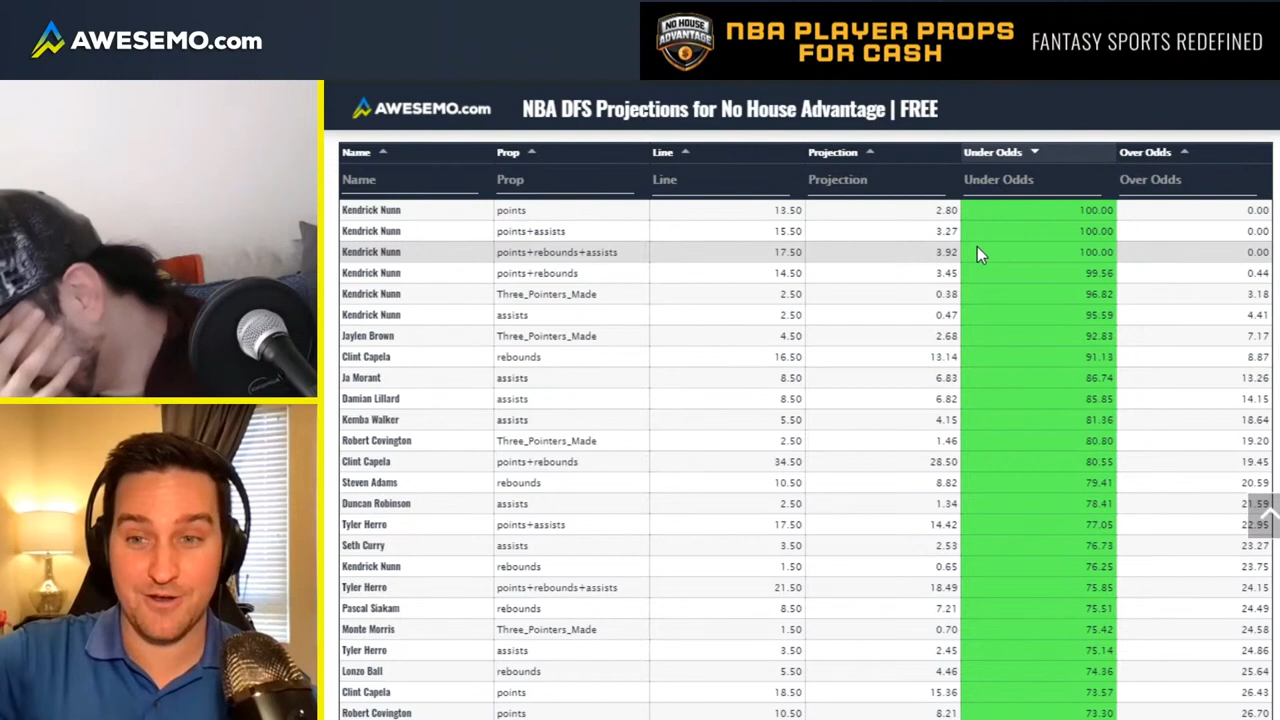 AWESEMO.com
NO HOUSE ADVANTAGE
NBA PLAYER PROPS FOR CASH
FANTASY SPORTS REDEFINED
AWESEMO.com NBA DFS Projections for No House Advantage | FREE
Name Prop Line Projection Under Odds Over Odds
Name Prop Line Projection Under Odds Over Odds
Kendrick Nunn points 13.50 2.80 100.00 0.00
Kendrick Nunn points+assists 15.50 3.27 100.00 0.00
Kendrick Nunn points+rebounds+assists 17.50 3.92 100.00 0.00
Kendrick Nunn points+rebounds 14.50 3.45 99.56 0.44
Kendrick Nunn Three_Pointers_Made 2.50 0.38 96.82 3.18
Kendrick Nunn assists 2.50 0.47 95.59 4.41
Jaylen Brown Three_Pointers_Made 4.50 2.68 92.83 7.17
Clint Capela rebounds 16.50 13.14 91.13 8.87
Ja Morant assists 8.50 6.83 86.74 13.26
Damian Lillard assists 8.50 6.82 85.85 14.15
Kemba Walker assists 5.50 4.15 81.36 18.64
Robert Covington Three_Pointers_Made 2.50 1.46 80.80 19.20
Clint Capela points+rebounds 34.50 28.50 80.55 19.45
Steven Adams rebounds 10.50 8.82 79.41 20.59
Duncan Robinson assists 2.50 1.34 78.41 21.59
Tyler Herro points+assists 17.50 14.42 77.05 22.95
Seth Curry assists 3.50 2.53 76.73 23.27
Kendrick Nunn rebounds 1.50 0.65 76.25 23.75
Tyler Herro points+rebounds+assists 21.50 18.49 75.85 24.15
Pascal Siakam rebounds 8.50 7.21 75.51 24.49
Monte Morris Three_Pointers_Made 1.50 0.70 75.42 24.58
Tyler Herro assists 3.50 2.45 75.14 24.86
Lonzo Ball rebounds 5.50 4.46 74.36 25.64
Clint Capela points 18.50 15.36 73.57 26.43
Robert Covington points 10.50 8.21 73.30 26.70